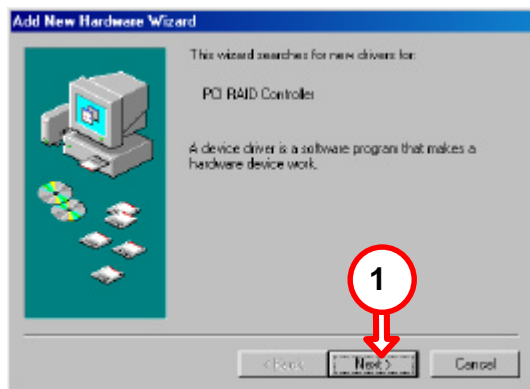 Add New Hardware Wizard
This wizard searches for new drivers for:
PCI RAID Controller
A device driver is a software program that makes a
hardware device work.
1
< Back
Next >
Cancel